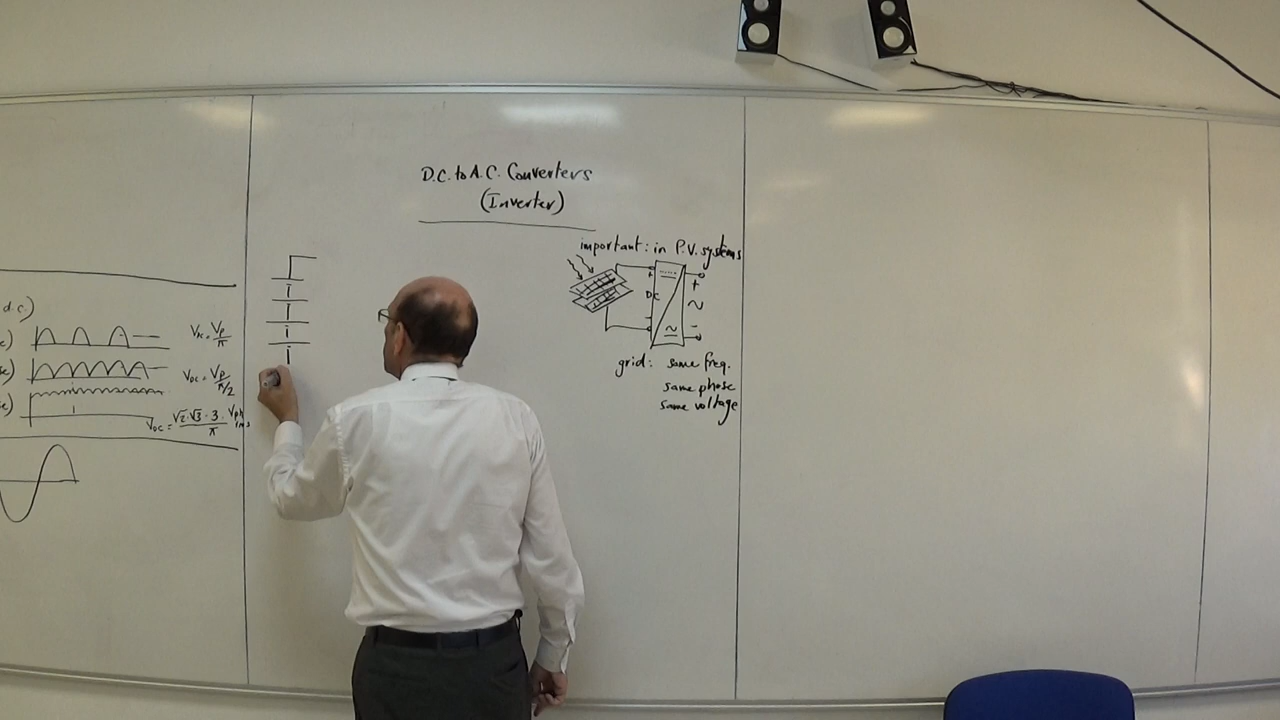 D.C. to A.C. Converters
(Inverter)
important: in P.V. systems
+ +
DC
- -
grid: same freq.
same phase
same voltage
d.c)
VDC = Vp/π
VDC = Vp/π/2
VDC = √2·√3·3·Vph rms/π